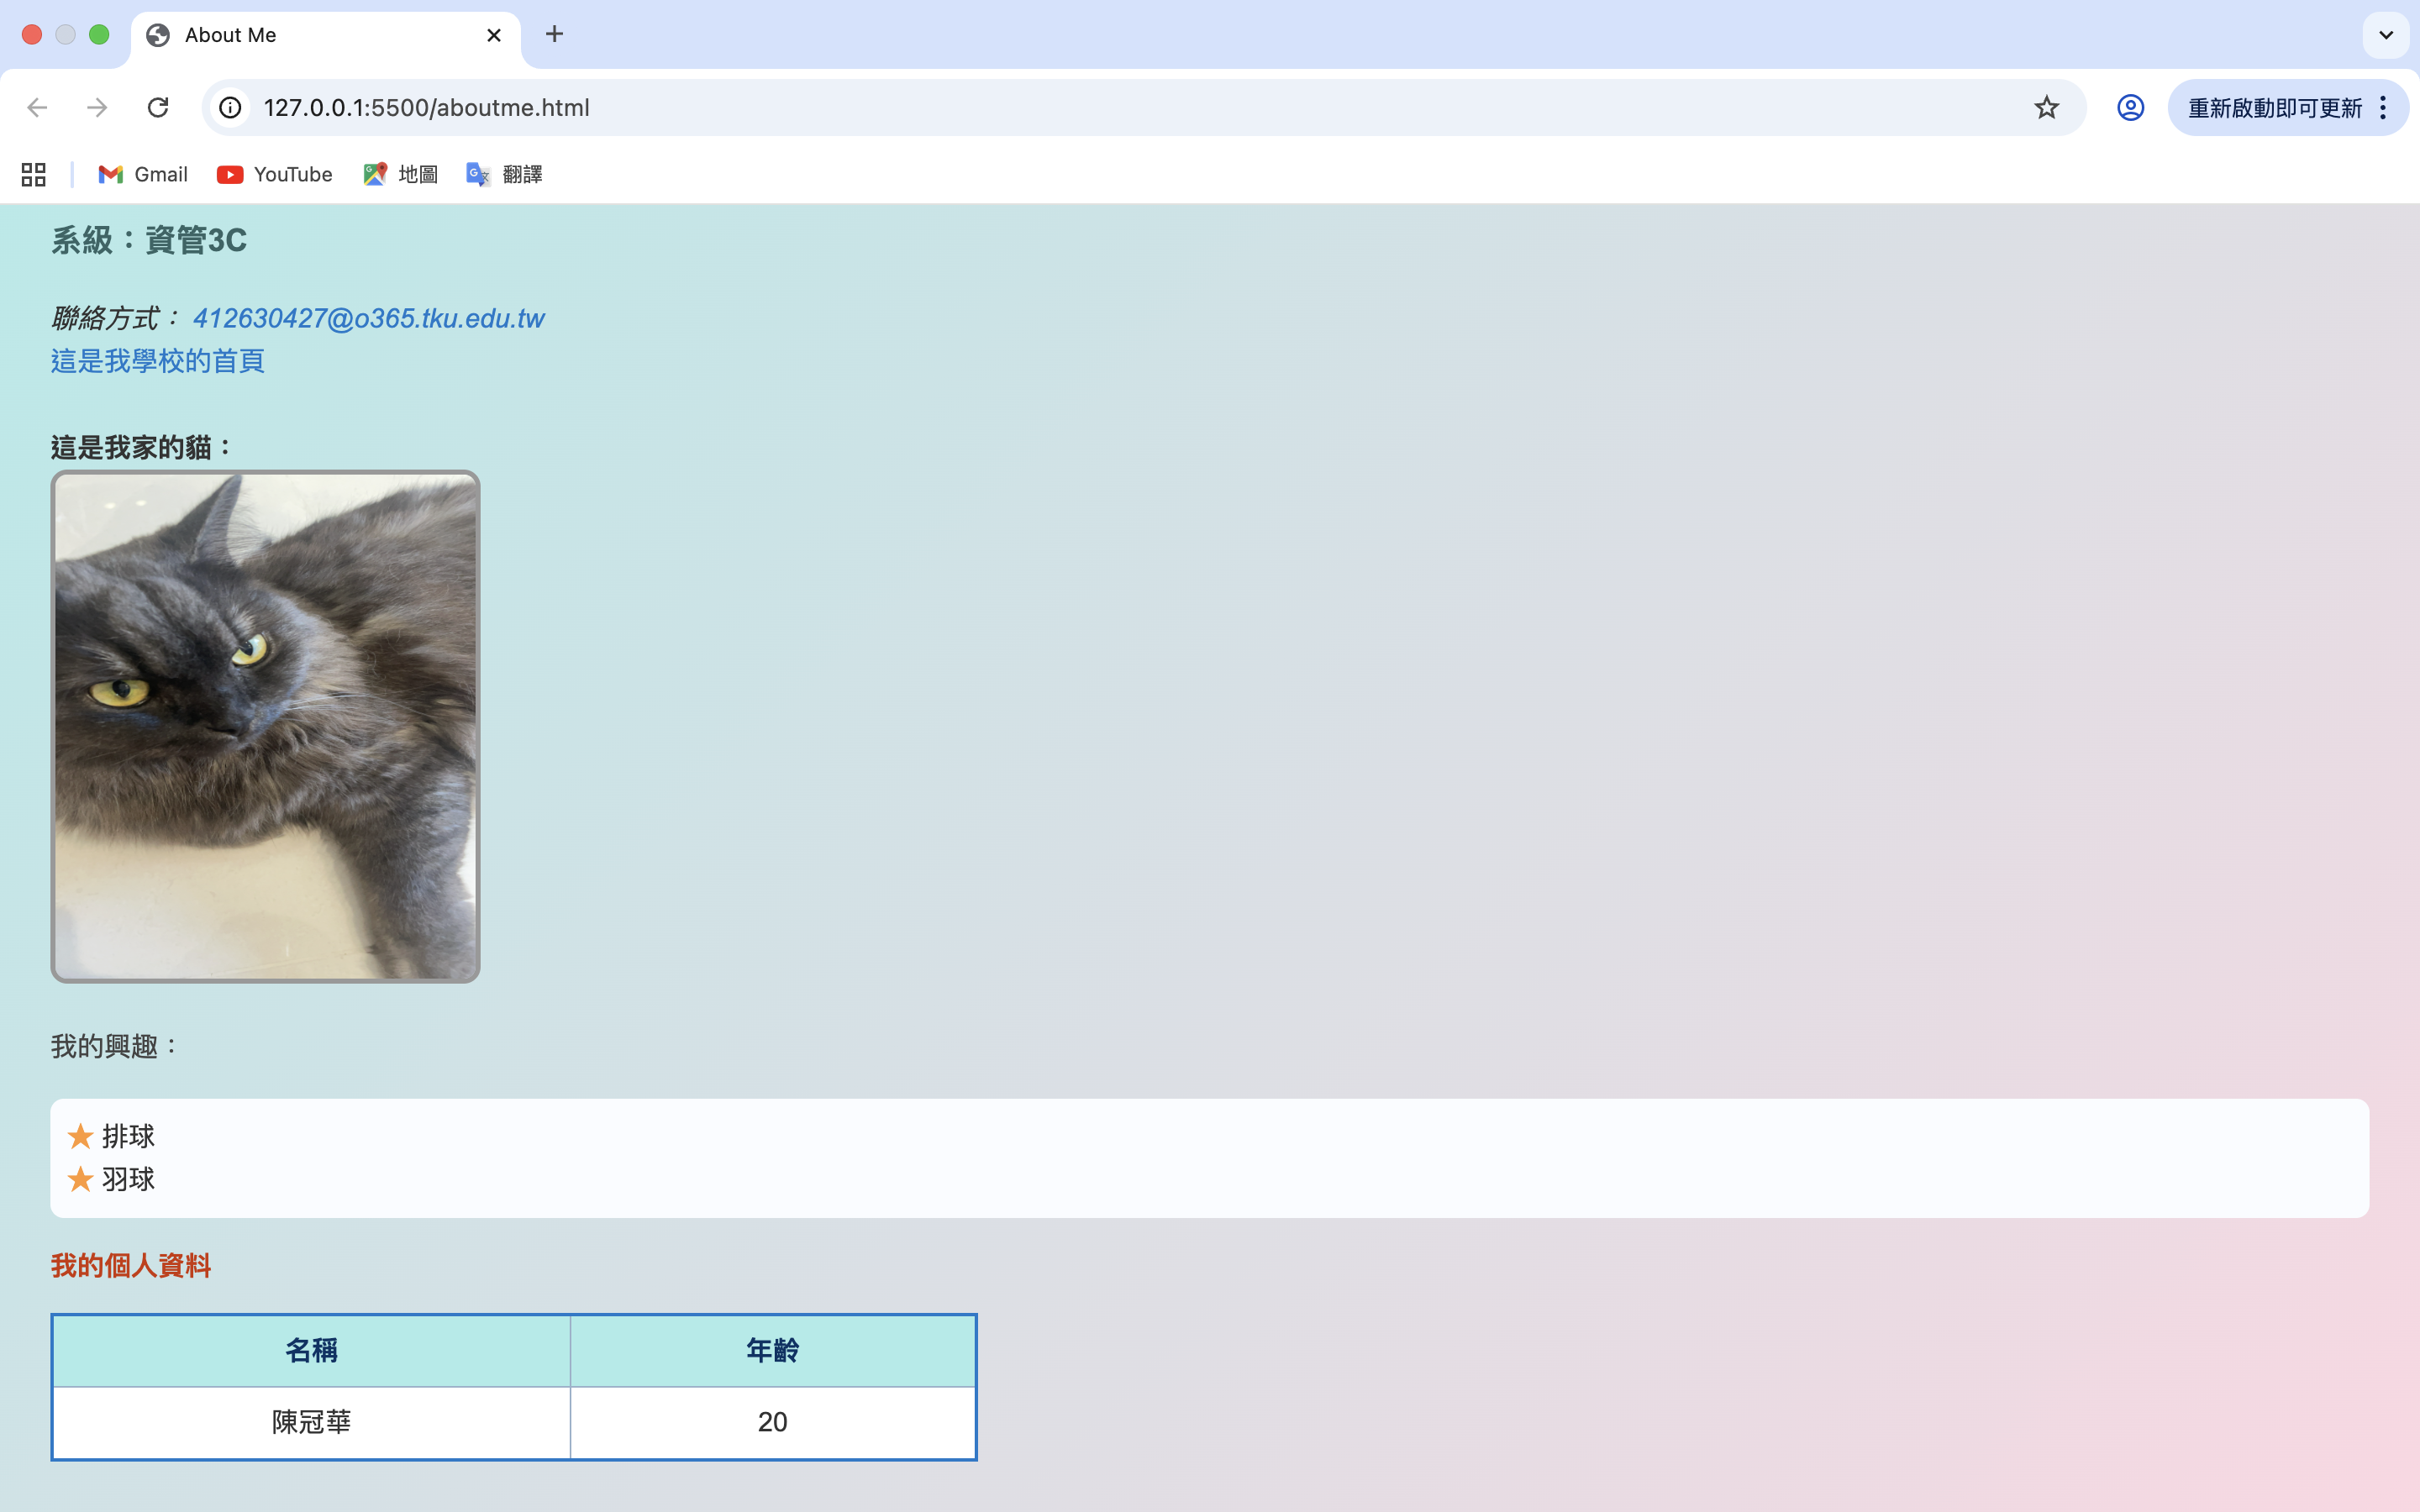 About Me
127.0.0.1:5500/aboutme.html
重新啟動即可更新
Gmail YouTube 地圖 翻譯
系級：資管3C
聯絡方式： 412630427@o365.tku.edu.tw
這是我學校的首頁
這是我家的貓：
我的興趣：
★ 排球
★ 羽球
我的個人資料
名稱 年齡
陳冠華 20